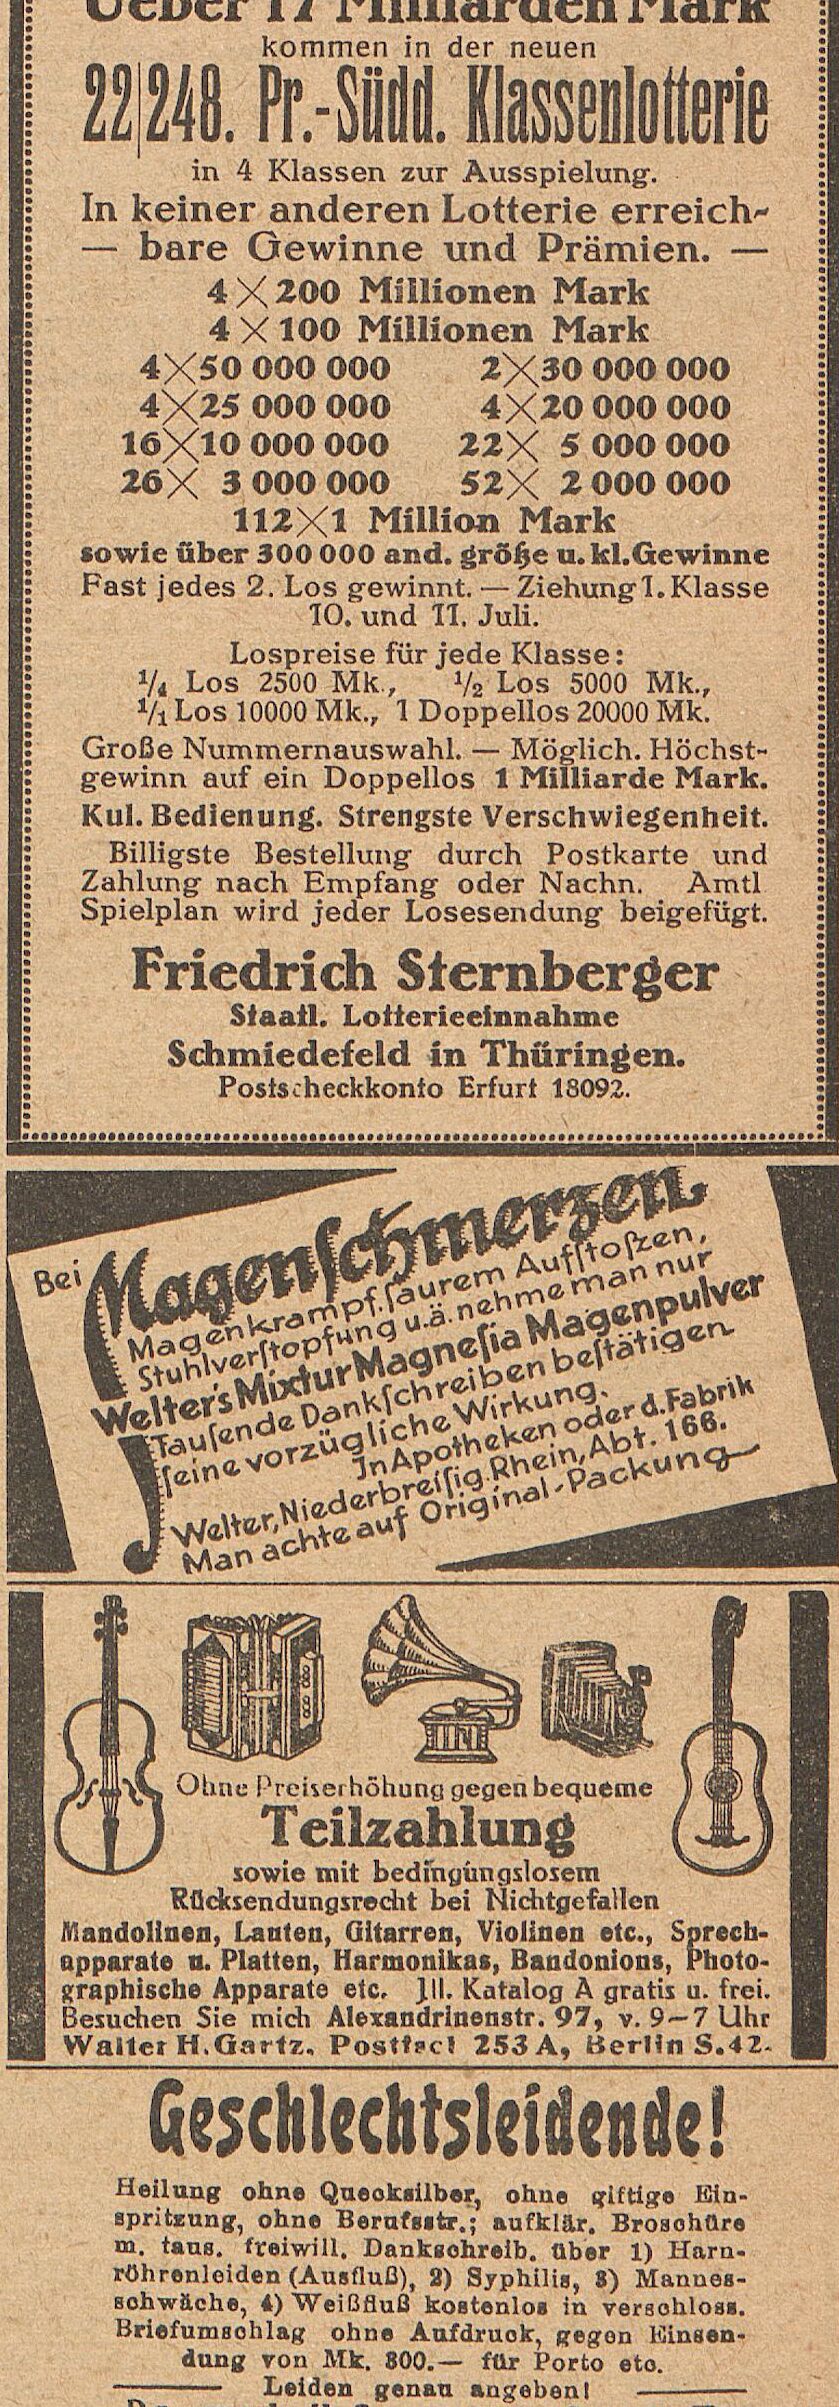 Ueber 17 Milliarden Mark
kommen in der neuen
22|248. Pr.-Südd. Klassenlotterie
in 4 Klassen zur Ausspielung.
In keiner anderen Lotterie erreich-
— bare Gewinne und Prämien. —
4×200 Millionen Mark
4×100 Millionen Mark
4×50 000 000 2×30 000 000
4×25 000 000 4×20 000 000
16×10 000 000 22× 5 000 000
26× 3 000 000 52× 2 000 000
112×1 Million Mark
sowie über 300 000 and. größe u. kl. Gewinne
Fast jedes 2. Los gewinnt. — Ziehung 1. Klasse
10. und 11. Juli.
Lospreise für jede Klasse:
1/4 Los 2500 Mk., 1/2 Los 5000 Mk.,
1/1 Los 10000 Mk., 1 Doppellos 20000 Mk.
Große Nummernauswahl. — Möglich. Höchst-
gewinn auf ein Doppellos 1 Milliarde Mark.
Kul. Bedienung. Strengste Verschwiegenheit.
Billigste Bestellung durch Postkarte und
Zahlung nach Empfang oder Nachn. Amtl
Spielplan wird jeder Losesendung beigefügt.
Friedrich Sternberger
Staatl. Lotterieeinnahme
Schmiedefeld in Thüringen.
Postscheckkonto Erfurt 18092.
Bei Magenſchmerzen
Magenkrampf, ſaurem Aufſtoßzen,
Stuhlverſtopfung u.ä. nehme man nur
Welter's Mixtur Magneſia Magenpulver
Tauſende Dankſchreiben beſtätigen
ſeine vorzügliche Wirkung.
In Apotheken oder d. Fabrik
Welter, Niederbreiſig. Rhein, Abt. 166.
Man achte auf Original-Packung
Ohne Preiserhöhung gegen bequeme
Teilzahlung
sowie mit bedingungslosem
Rücksendungsrecht bei Nichtgefallen
Mandolinen, Lauten, Gitarren, Violinen etc., Sprech-
apparate u. Platten, Harmonikas, Bandonions, Photo-
graphische Apparate etc. Jll. Katalog A gratis u. frei.
Besuchen Sie mich Alexandrinenstr. 97, v. 9–7 Uhr
Walter H. Gartz, Postfach 253 A, Berlin S. 42.
Geschlechtsleidende!
Heilung ohne Quecksilber, ohne giftige Ein-
spritzung, ohne Berufsstr.; aufklär. Broschüre
m. taus. freiwill. Dankschreib. über 1) Harn-
röhrenleiden (Ausfluß), 2) Syphilis, 3) Mannes-
schwäche, 4) Weißfluß kostenlos in verschloss.
Briefumschlag ohne Aufdruck, gegen Einsen-
dung von Mk. 300.— für Porto etc.
Leiden genau angeben!